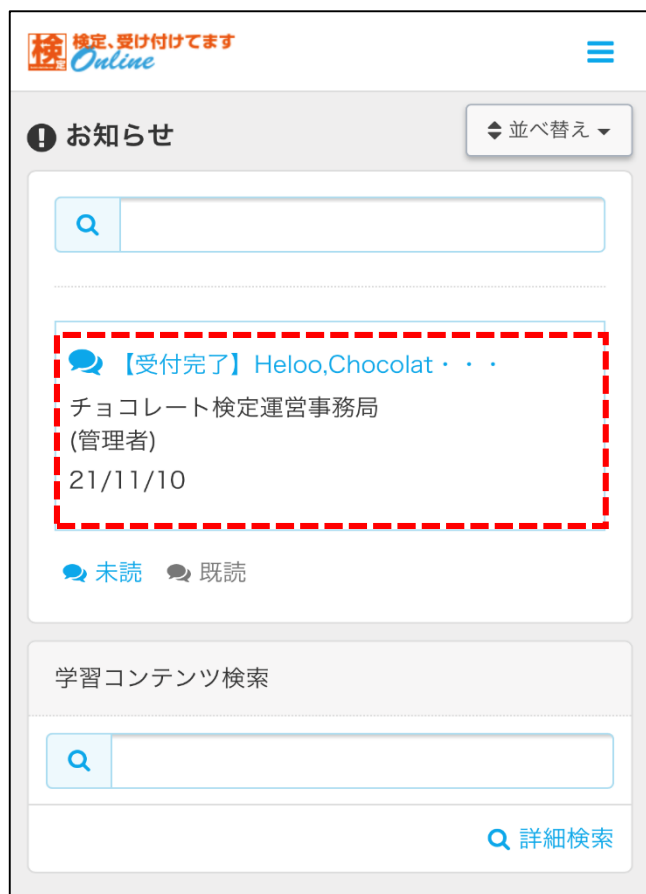 検定、受け付けてます
検定 Online
お知らせ
並べ替え
【受付完了】Heloo,Chocolat・・・
チョコレート検定運営事務局
(管理者)
21/11/10
未読 既読
学習コンテンツ検索
詳細検索